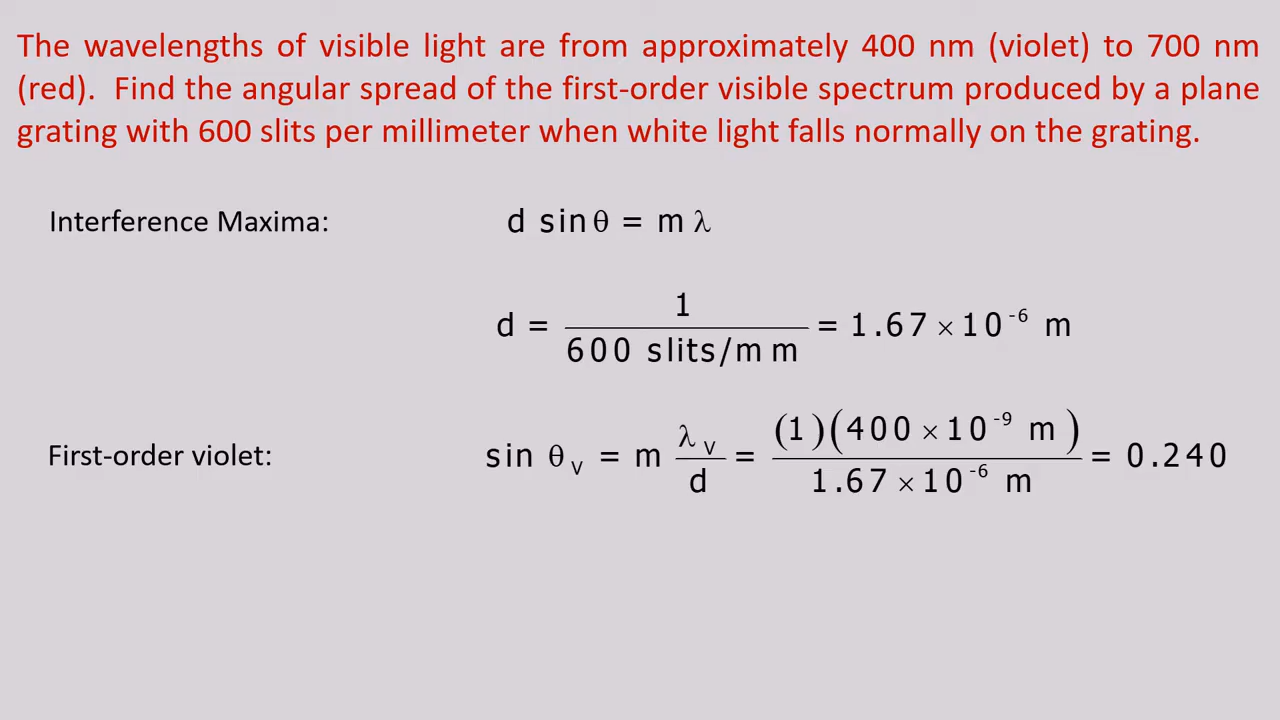 The wavelengths of visible light are from approximately 400 nm (violet) to 700 nm
(red). Find the angular spread of the first-order visible spectrum produced by a plane
grating with 600 slits per millimeter when white light falls normally on the grating.
Interference Maxima: d sin θ = m λ
d = 1 / 600 slits/mm = 1.67 × 10⁻⁶ m
First-order violet: sin θ_V = m λ_V / d = (1)(400 × 10⁻⁹ m) / 1.67 × 10⁻⁶ m = 0.240